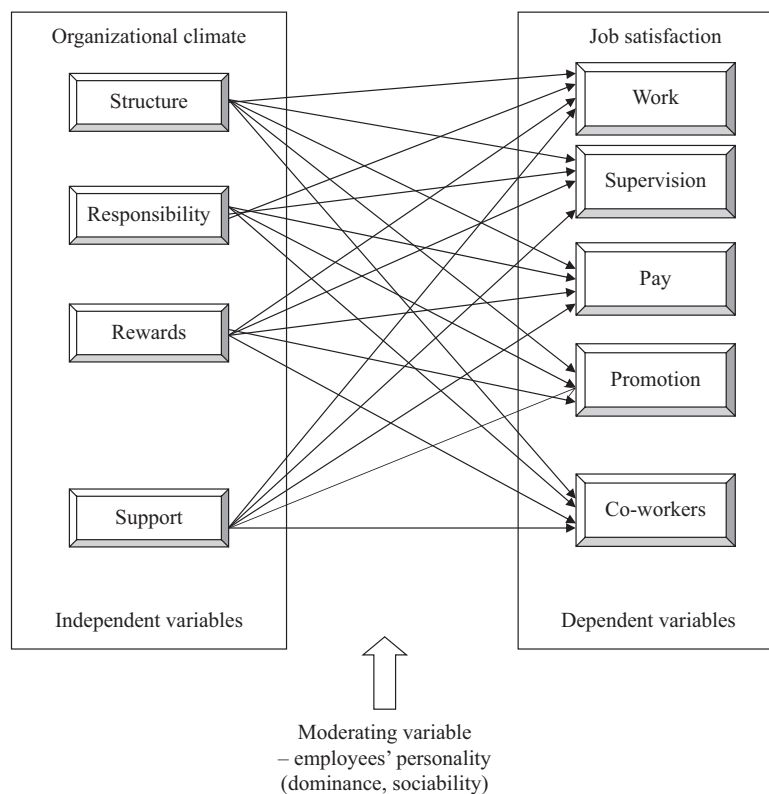 Organizational climate
Structure
Responsibility
Rewards
Support
Independent variables
Job satisfaction
Work
Supervision
Pay
Promotion
Co-workers
Dependent variables
Moderating variable
– employees’ personality
(dominance, sociability)